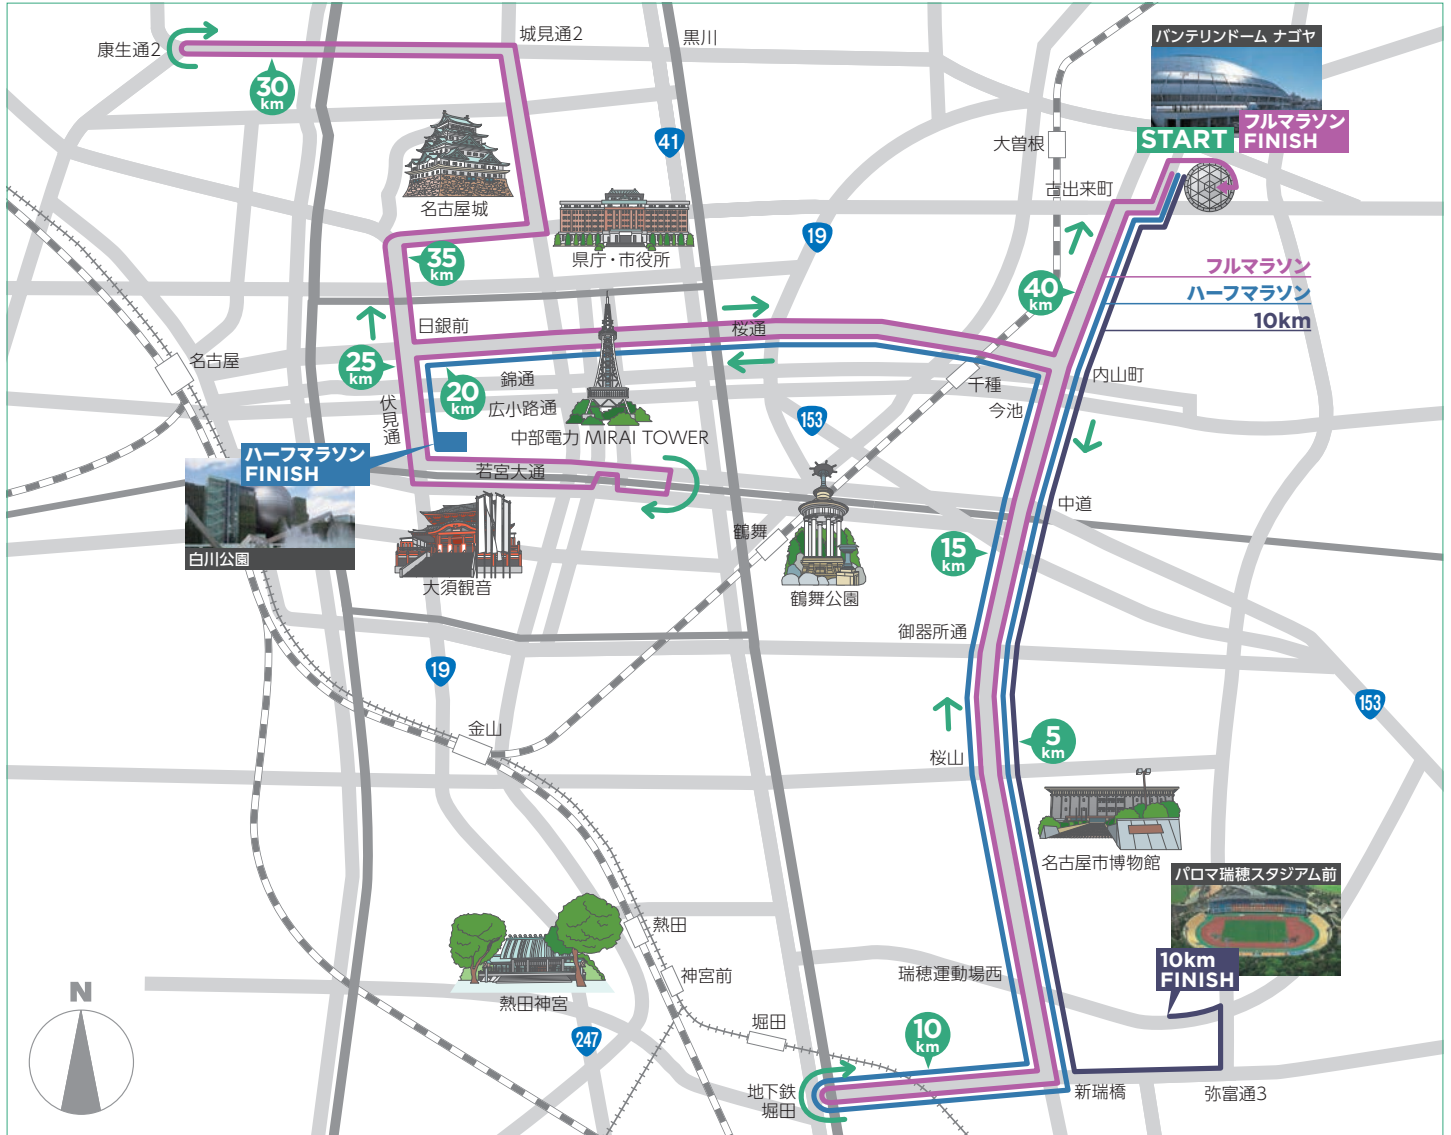 康生通2
城見通2
黒川
バンテリンドーム ナゴヤ
START
フルマラソン
FINISH
30
km
41
大曽根
古出来町
名古屋城
県庁・市役所
19
35
km
フルマラソン
ハーフマラソン
10km
40
km
日銀前
桜通
名古屋
25
km
20
km
錦通
広小路通
伏見通
千種
今池
内山町
153
中部電力 MIRAI TOWER
ハーフマラソン
FINISH
若宮大通
白川公園
大須観音
鶴舞
鶴舞公園
中道
15
km
御器所通
19
153
金山
桜山
5
km
名古屋市博物館
パロマ瑞穂スタジアム前
10km
FINISH
熱田
神宮前
熱田神宮
瑞穂運動場西
N
247
堀田
10
km
地下鉄
堀田
新瑞橋
弥富通3